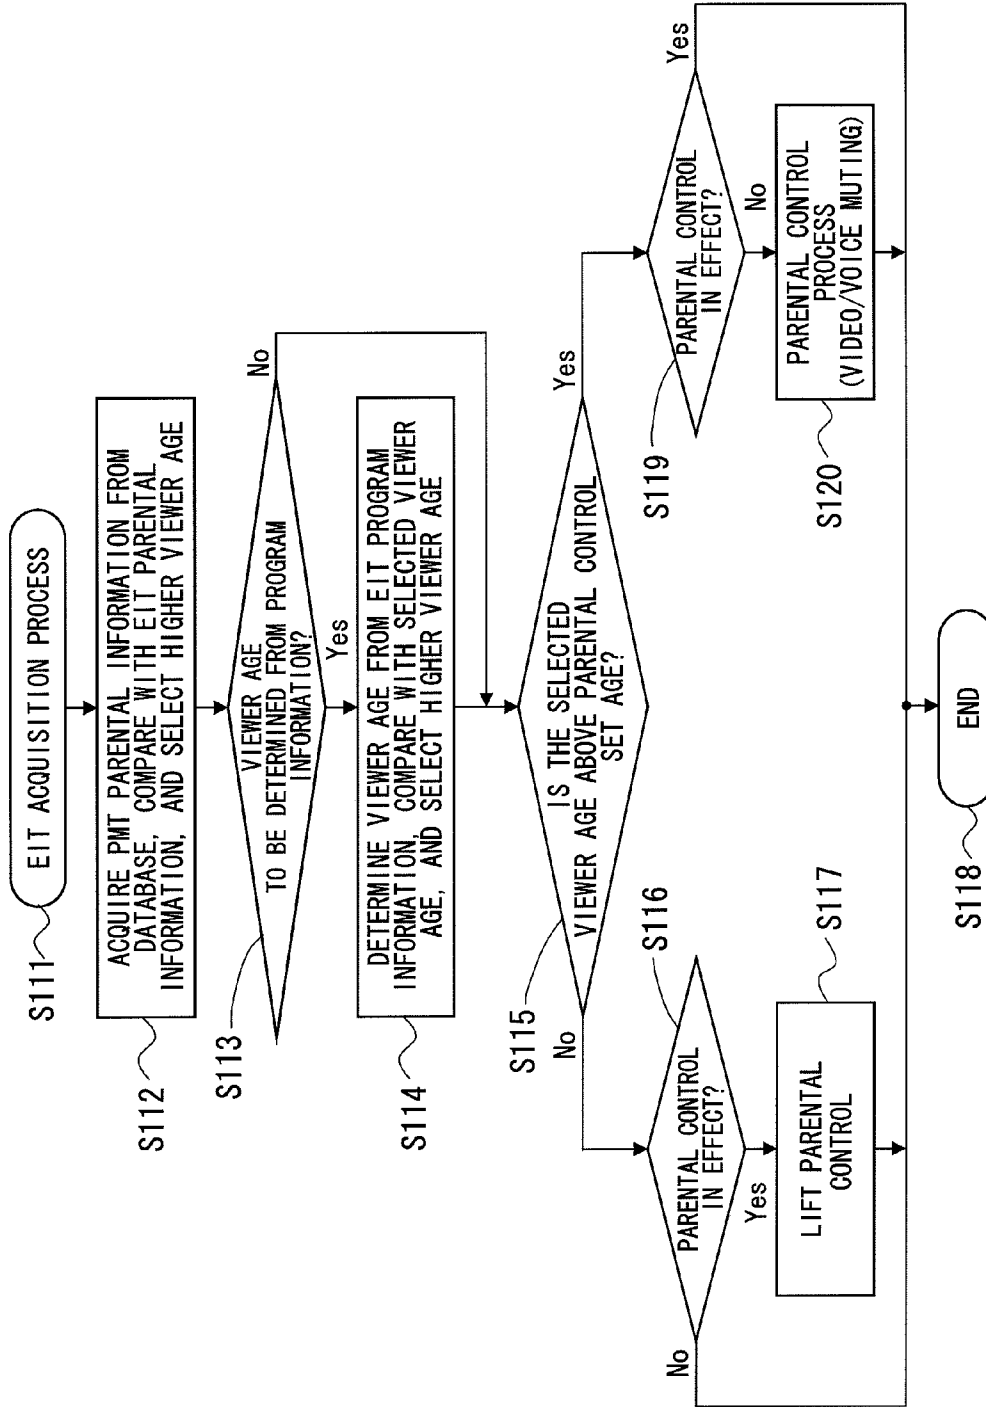 EIT ACQUISITION PROCESS
S111
ACQUIRE PMT PARENTAL INFORMATION FROM
DATABASE, COMPARE WITH EIT PARENTAL
INFORMATION, AND SELECT HIGHER VIEWER AGE
S112
VIEWER AGE
TO BE DETERMINED FROM PROGRAM
INFORMATION?
S113
No
Yes
DETERMINE VIEWER AGE FROM EIT PROGRAM
INFORMATION, COMPARE WITH SELECTED VIEWER
AGE, AND SELECT HIGHER VIEWER AGE
S114
IS THE SELECTED
VIEWER AGE ABOVE PARENTAL CONTROL
SET AGE?
S115
No
Yes
PARENTAL CONTROL
IN EFFECT?
S116
No
Yes
LIFT PARENTAL
CONTROL
S117
PARENTAL CONTROL
IN EFFECT?
S119
Yes
No
PARENTAL CONTROL
PROCESS
(VIDEO/VOICE MUTING)
S120
END
S118